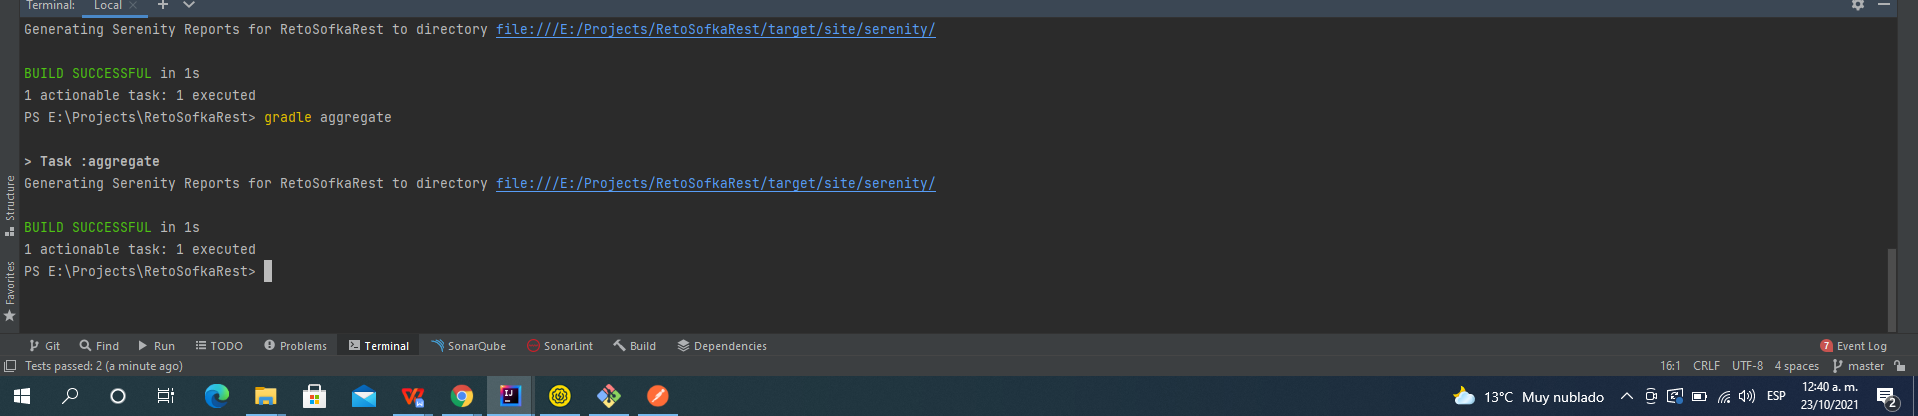 Terminal: Local
Generating Serenity Reports for RetoSofkaRest to directory file:///E:/Projects/RetoSofkaRest/target/site/serenity/
BUILD SUCCESSFUL in 1s
1 actionable task: 1 executed
PS E:\Projects\RetoSofkaRest> gradle aggregate
> Task :aggregate
Generating Serenity Reports for RetoSofkaRest to directory file:///E:/Projects/RetoSofkaRest/target/site/serenity/
BUILD SUCCESSFUL in 1s
1 actionable task: 1 executed
PS E:\Projects\RetoSofkaRest>
Structure
Favorites
Git Find Run TODO Problems Terminal SonarQube SonarLint Build Dependencies 7 Event Log
Tests passed: 2 (a minute ago) 16:1 CRLF UTF-8 4 spaces master
13°C Muy nublado ESP 12:40 a. m.
23/10/2021 2